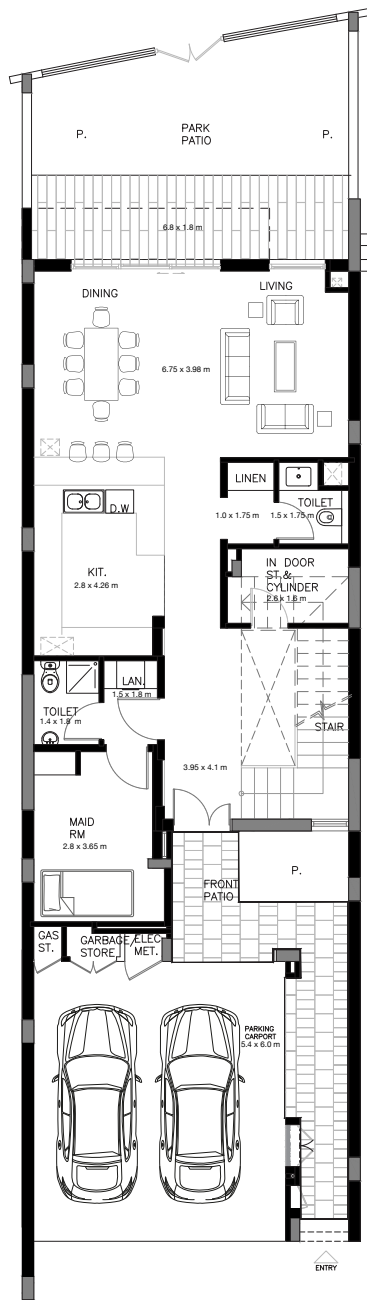 P.
PARK
PATIO
P.
6.8 x 1.8 m
DINING
LIVING
6.75 x 3.98 m
LINEN
TOILET
1.0 x 1.75 m
1.5 x 1.75 m
D.W
KIT.
2.8 x 4.26 m
IN DOOR
ST.&
CYLINDER
2.6 x 1.6 m
LAN.
1.5 x 1.8 m
TOILET
1.4 x 1.8 m
STAIR
3.95 x 4.1 m
MAID
RM
2.8 x 3.65 m
FRONT
PATIO
P.
GAS
ST.
GARBAGE
STORE.
ELEC
MET.
PARKING
CARPORT
5.4 x 6.0 m
ENTRY